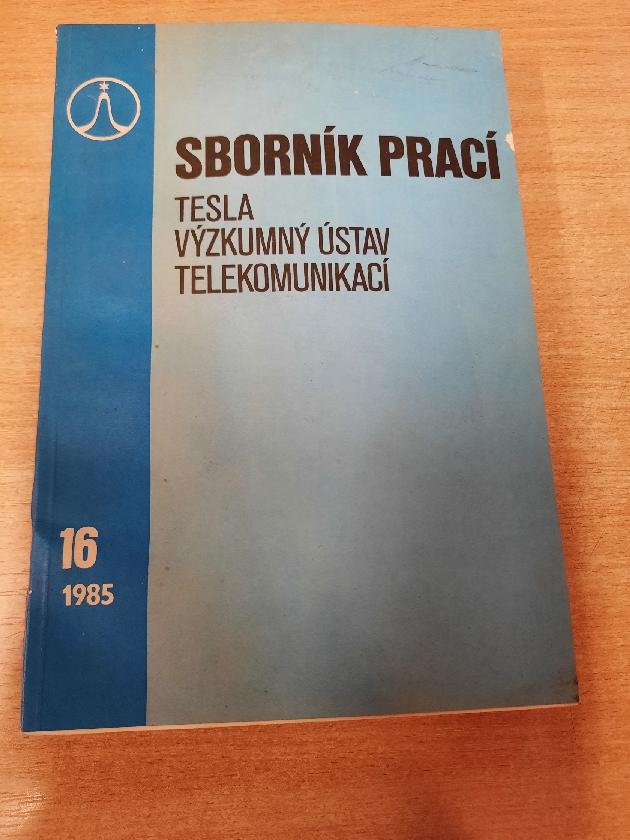 SBORNÍK PRACÍ
TESLA
VÝZKUMNÝ ÚSTAV
TELEKOMUNIKACÍ
16
1985